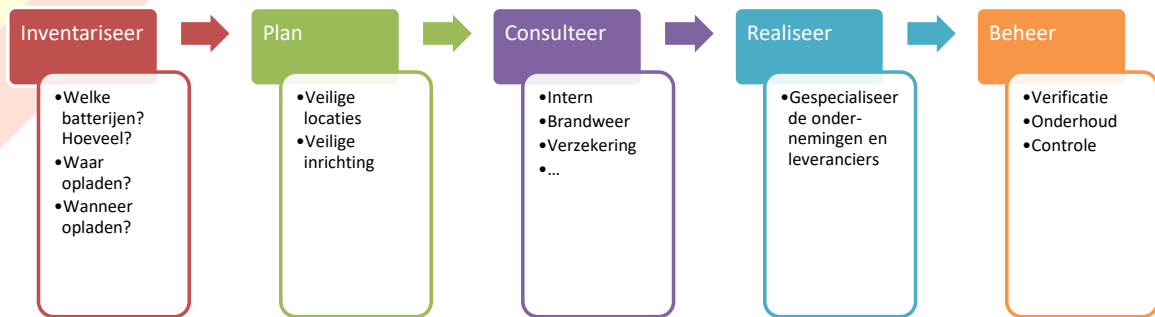 Inventariseer
•Welke
batterijen?
Hoeveel?
•Waar
opladen?
•Wanneer
opladen?
Plan
•Veilige
locaties
•Veilige
inrichting
Consulteer
•Intern
•Brandweer
•Verzekering
•…
Realiseer
•Gespecialiseer
de onder-
nemingen en
leveranciers
Beheer
•Verificatie
•Onderhoud
•Controle